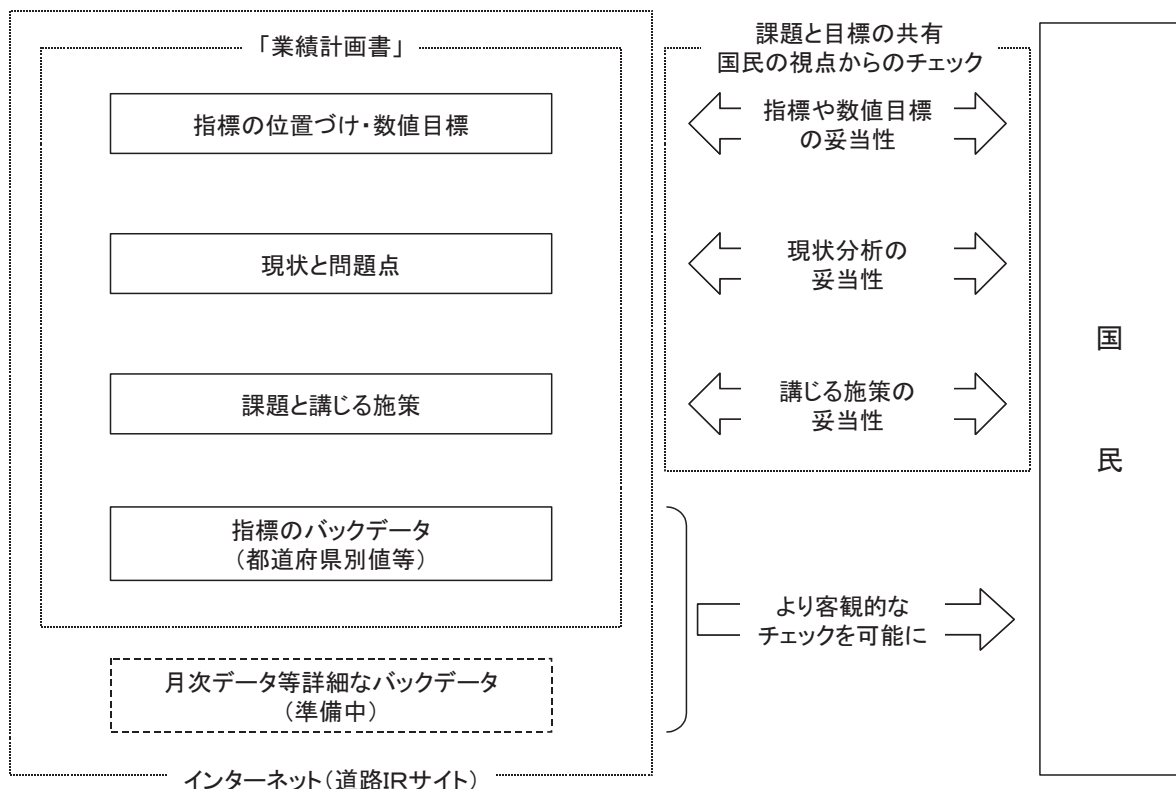 「業績計画書」
指標の位置づけ・数値目標
現状と問題点
課題と講じる施策
指標のバックデータ
（都道府県別値等）
月次データ等詳細なバックデータ
（準備中）
インターネット（道路IRサイト）
課題と目標の共有
国民の視点からのチェック
指標や数値目標
の妥当性
現状分析の
妥当性
講じる施策の
妥当性
より客観的な
チェックを可能に
国
民